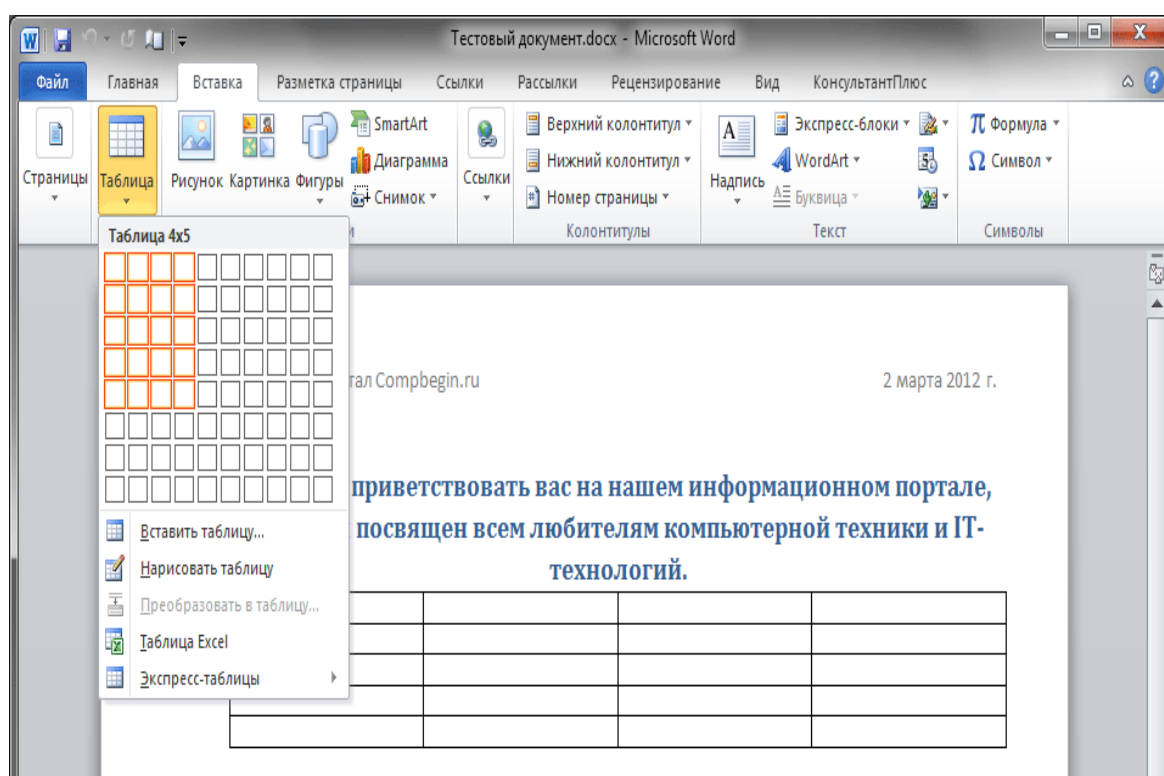 Тестовый документ.docx - Microsoft Word
Файл Главная Вставка Разметка страницы Ссылки Рассылки Рецензирование Вид КонсультантПлюс
Страницы
Таблица
Рисунок Картинка Фигуры
SmartArt
Диаграмма
Снимок
Ссылки
Верхний колонтитул
Нижний колонтитул
Номер страницы
Колонтитулы
Надпись
Экспресс-блоки
WordArt
Буквица
Текст
π Формула
Ω Символ
Символы
Таблица 4x5
Вставить таблицу...
Нарисовать таблицу
Преобразовать в таблицу...
Таблица Excel
Экспресс-таблицы
Compbegin.ru 2 марта 2012 г.
приветствовать вас на нашем информационном портале,
посвящен всем любителям компьютерной техники и IT-
технологий.